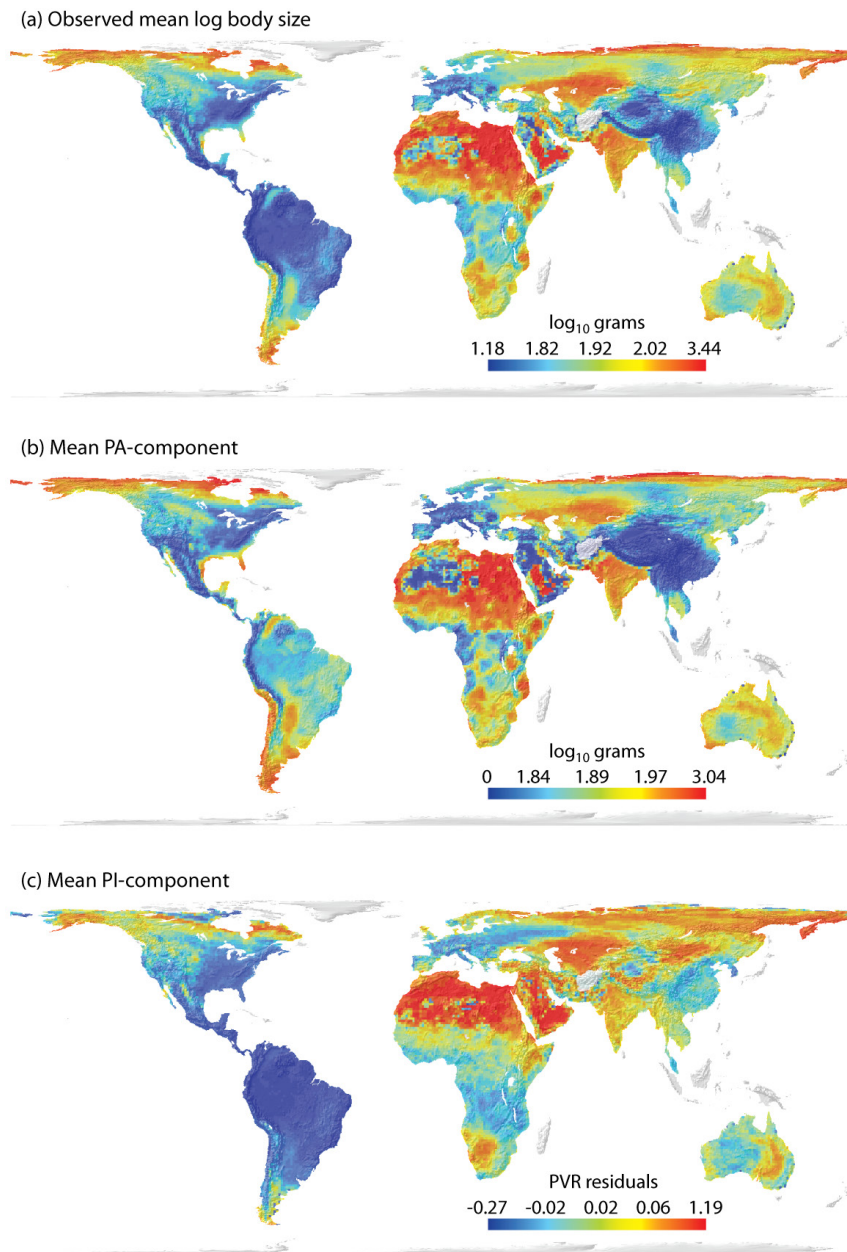 (a) Observed mean log body size
log₁₀ grams
1.18 1.82 1.92 2.02 3.44
(b) Mean PA-component
log₁₀ grams
0 1.84 1.89 1.97 3.04
(c) Mean PI-component
PVR residuals
-0.27 -0.02 0.02 0.06 1.19